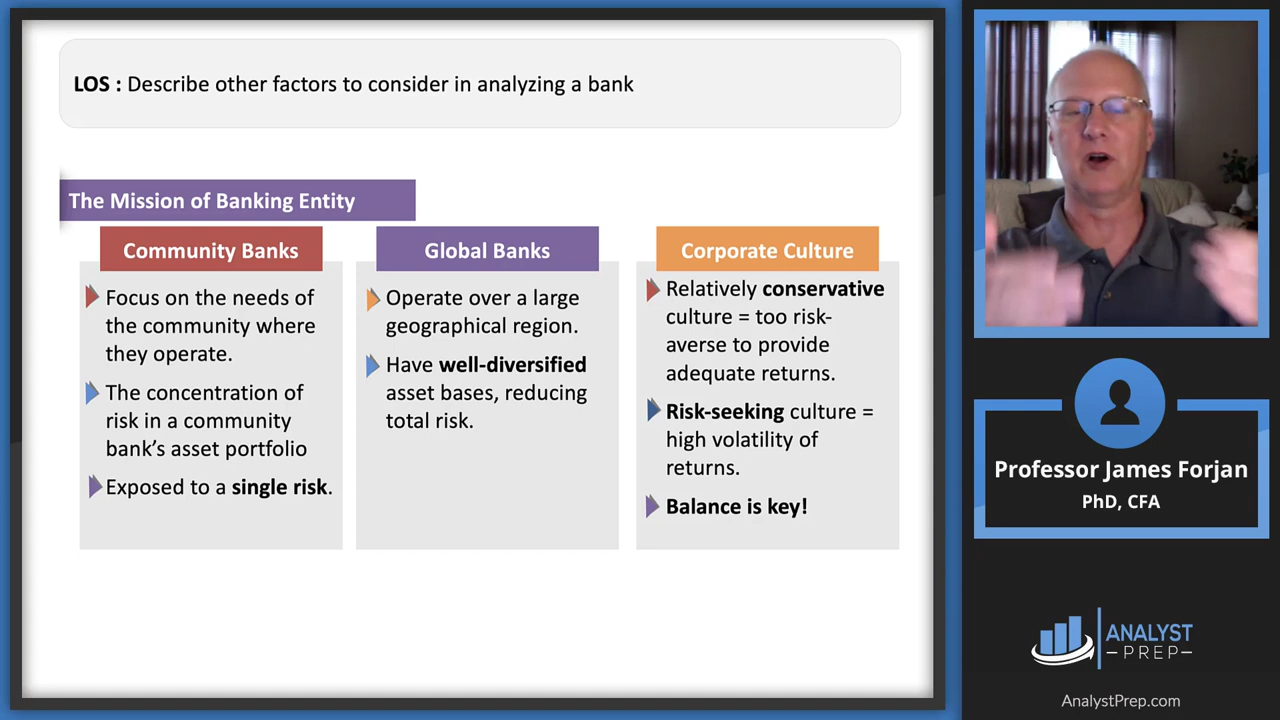 LOS : Describe other factors to consider in analyzing a bank
The Mission of Banking Entity
Community Banks
Focus on the needs of
the community where
they operate.
The concentration of
risk in a community
bank's asset portfolio
Exposed to a single risk.
Global Banks
Operate over a large
geographical region.
Have well-diversified
asset bases, reducing
total risk.
Corporate Culture
Relatively conservative
culture = too risk-
averse to provide
adequate returns.
Risk-seeking culture =
high volatility of
returns.
Balance is key!
Professor James Forjan
PhD, CFA
ANALYST
PREP
AnalystPrep.com